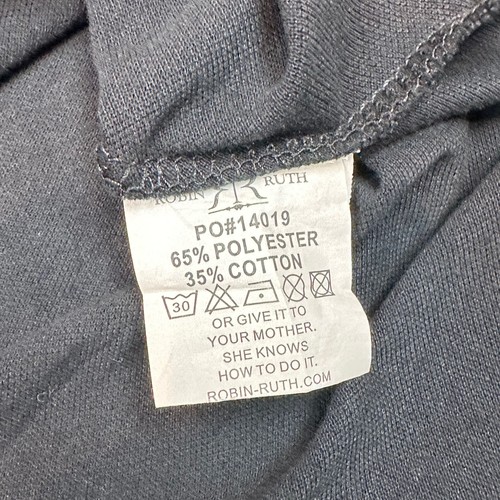 ROBIN RUTH
PO#14019
65% POLYESTER
35% COTTON
30
OR GIVE IT TO
YOUR MOTHER.
SHE KNOWS
HOW TO DO IT.
ROBIN-RUTH.COM